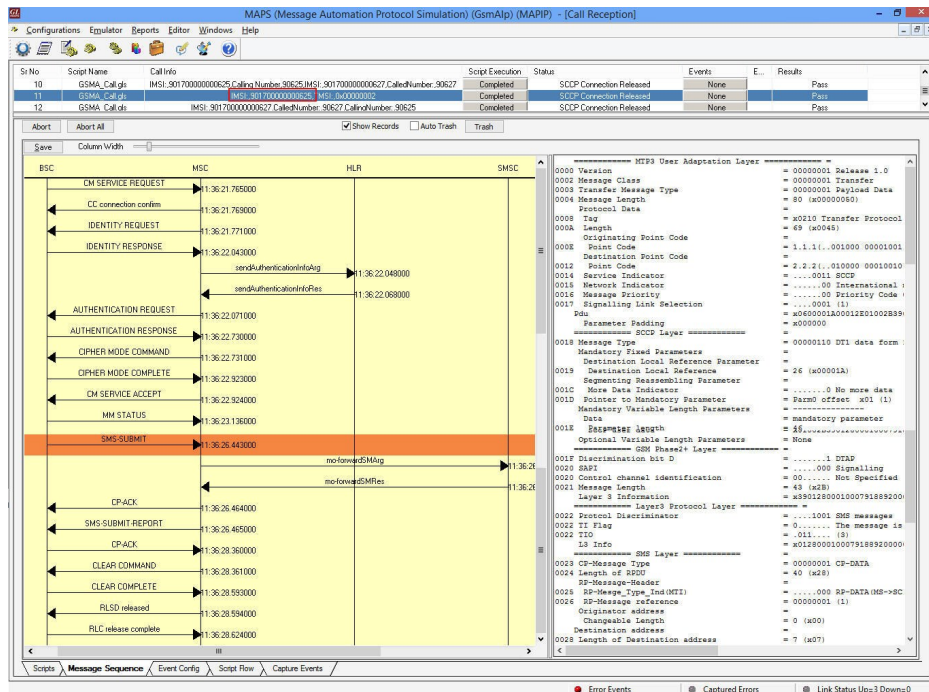 GL MAPS (Message Automation Protocol Simulation) (GsmAIp) (MAPIP) - [Call Reception]
Configurations Emulator Reports Editor Windows Help
Sr No Script Name Call Info Script Execution Status Events E... Results
10 GSMA_Call.gls IMSI:,901700000000625,Calling Number,90625,IMSI:,901700000000627,CalledNumber:,90627 Completed SCCP Connection Released None Pass
11 GSMA_Call.gls IMSI:,901700000000625, 0x00000002 Completed SCCP Connection Released None Pass
12 GSMA_Call.gls IMSI:,901700000000627,CalledNumber:,90627,CallingNumber:,90625 Completed SCCP Connection Released None Pass
Abort Abort All Show Records Auto Trash Trash
Save Column Width
BSC MSC HLR SMSC
CM SERVICE REQUEST
11:36:21.765000
CC connection confirm
11:36:21.769000
IDENTITY REQUEST
11:36:21.771000
IDENTITY RESPONSE
11:36:22.043000
sendAuthenticationInfoArg
11:36:22.048000
sendAuthenticationInfoRes
11:36:22.068000
AUTHENTICATION REQUEST
11:36:22.071000
AUTHENTICATION RESPONSE
11:36:22.730000
CIPHER MODE COMMAND
11:36:22.731000
CIPHER MODE COMPLETE
11:36:22.923000
CM SERVICE ACCEPT
11:36:22.924000
MM STATUS
11:36:23.136000
SMS-SUBMIT
11:36:26.443000
mo-forwardSMArg
11:36:26
mo-forwardSMRes
11:36:26
CP-ACK
11:36:26.464000
SMS-SUBMIT-REPORT
11:36:26.465000
CP-ACK
11:36:28.360000
CLEAR COMMAND
11:36:28.361000
CLEAR COMPLETE
11:36:28.593000
RLSD released
11:36:28.594000
RLC release complete
11:36:28.624000
============ MTP3 User Adaptation Layer ============ =
0000 Version = 00000001 Release 1.0
0002 Message Class = 00000001 Transfer
0003 Transfer Message Type = 00000001 Payload Data
0004 Message Length = 80 (x00000050)
Protocol Data =
0008 Tag = x0210 Transfer Protocol
000A Length = 69 (x0045)
Originating Point Code =
000E Point Code = 1.1.1(..001000 00001001
Destination Point Code =
0012 Point Code = 2.2.2(..010000 00010010
0014 Service Indicator = ....0011 SCCP
0015 Network Indicator = ......00 International
0016 Message Priority = ......00 Priority Code
0017 Signalling Link Selection = ....0001 (1)
Pdu = x0600001A00012E01002B39
Parameter Padding = x000000
============ SCCP Layer ============ =
0018 Message Type = 00000110 DT1 data form
Mandatory Fixed Parameters =
Destination Local Reference Parameter =
0019 Destination Local Reference = 26 (x00001A)
Segmenting Reassembling Parameter =
001C More Data Indicator = .......0 No more data
001D Pointer to Mandatory Parameter = Parm0 offset x01 (1)
Mandatory Variable Length Parameters = ---------------
Data = mandatory parameter
001E Parameter Length
Optional Variable Length Parameters = None
============ GSM Phase2+ Layer ============ =
001F Discrimination bit D = .......1 DTAP
0020 SAPI = .....000 Signalling
0020 Control channel identification = 00...... Not Specified
0021 Message Length = 43 (x2B)
Layer 3 Information = x3901280001000791889200
============ Layer3 Protocol Layer ============ =
0022 Protocol Discriminator = ....1001 SMS messages
0022 TI Flag = 0....... The message is
0022 TIO = .011.... (3)
L3 Info = x01280001000791889200
============ SMS Layer ============ =
0023 CP-Message Type = 00000001 CP-DATA
0024 Length of RPDU = 40 (x28)
RP-Message-Header =
0025 RP-Mesge_Type_Ind(MTI) = .....000 RP-DATA(MS->SC
0026 RP-Message reference = 00000001 (1)
Originator address =
Changeable Length = 0 (x00)
Destination address =
0028 Length of Destination address = 7 (x07)
Scripts Message Sequence Event Config Script Flow Capture Events
Error Events Captured Errors Link Status Up=3 Down=0